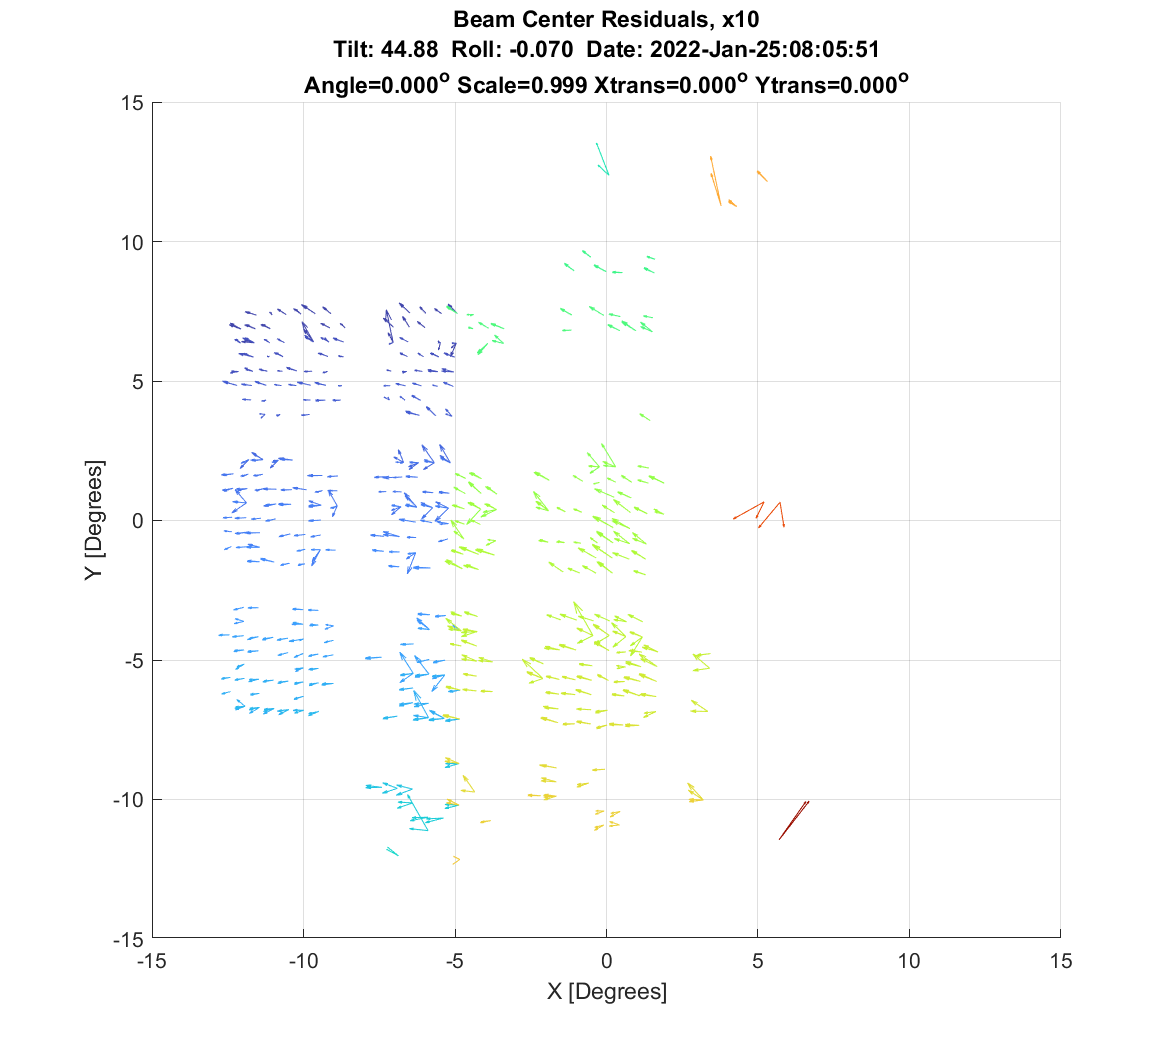 Beam Center Residuals, x10
Tilt: 44.88 Roll: -0.070 Date: 2022-Jan-25:08:05:51
Angle=0.000° Scale=0.999 Xtrans=0.000° Ytrans=0.000°
15
10
5
0
-5
-10
-15
Y [Degrees]
-15 -10 -5 0 5 10 15
X [Degrees]